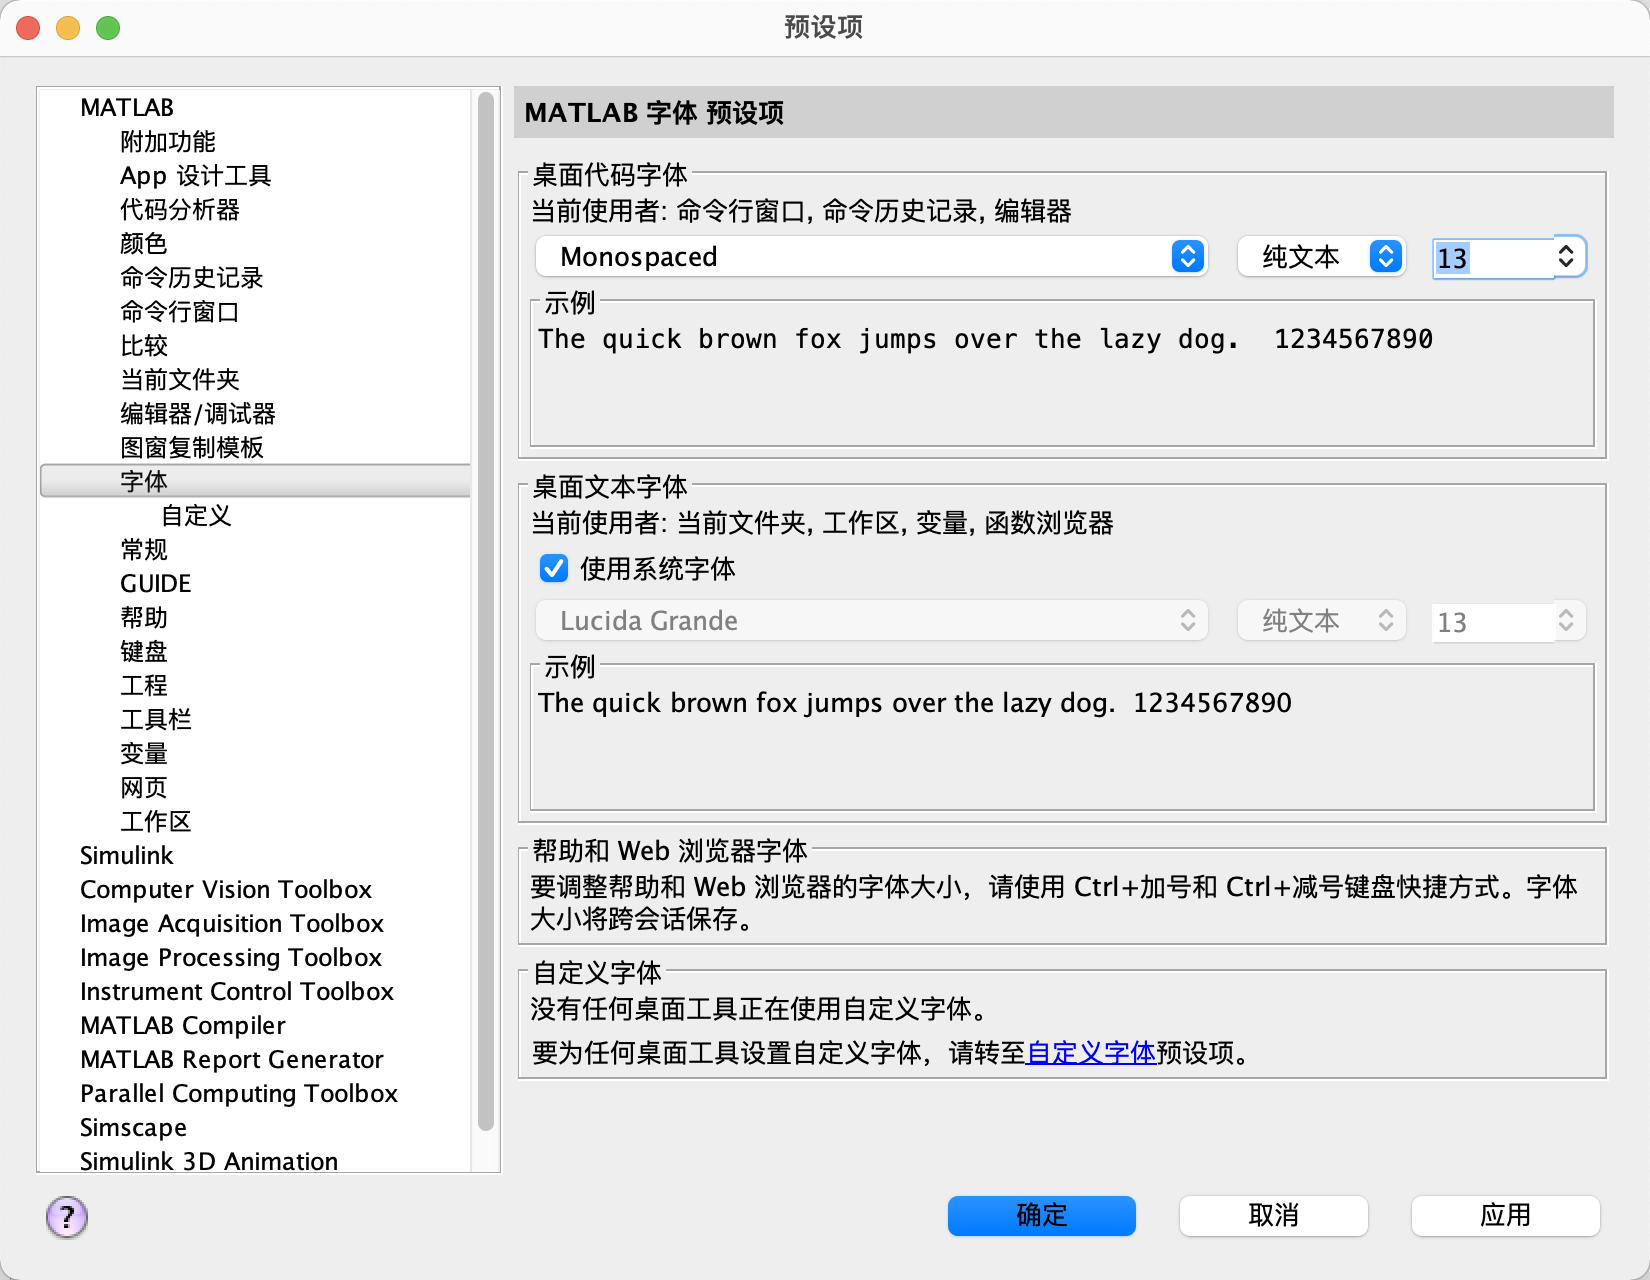 预设项
MATLAB
附加功能
App 设计工具
代码分析器
颜色
命令历史记录
命令行窗口
比较
当前文件夹
编辑器/调试器
图窗复制模板
字体
自定义
常规
GUIDE
帮助
键盘
工程
工具栏
变量
网页
工作区
Simulink
Computer Vision Toolbox
Image Acquisition Toolbox
Image Processing Toolbox
Instrument Control Toolbox
MATLAB Compiler
MATLAB Report Generator
Parallel Computing Toolbox
Simscape
Simulink 3D Animation
MATLAB 字体 预设项
桌面代码字体
当前使用者: 命令行窗口, 命令历史记录, 编辑器
Monospaced 纯文本 13
示例
The quick brown fox jumps over the lazy dog.  1234567890
桌面文本字体
当前使用者: 当前文件夹, 工作区, 变量, 函数浏览器
使用系统字体
Lucida Grande 纯文本 13
示例
The quick brown fox jumps over the lazy dog.  1234567890
帮助和 Web 浏览器字体
要调整帮助和 Web 浏览器的字体大小，请使用 Ctrl+加号和 Ctrl+减号键盘快捷方式。字体
大小将跨会话保存。
自定义字体
没有任何桌面工具正在使用自定义字体。
要为任何桌面工具设置自定义字体，请转至自定义字体预设项。
? 确定 取消 应用